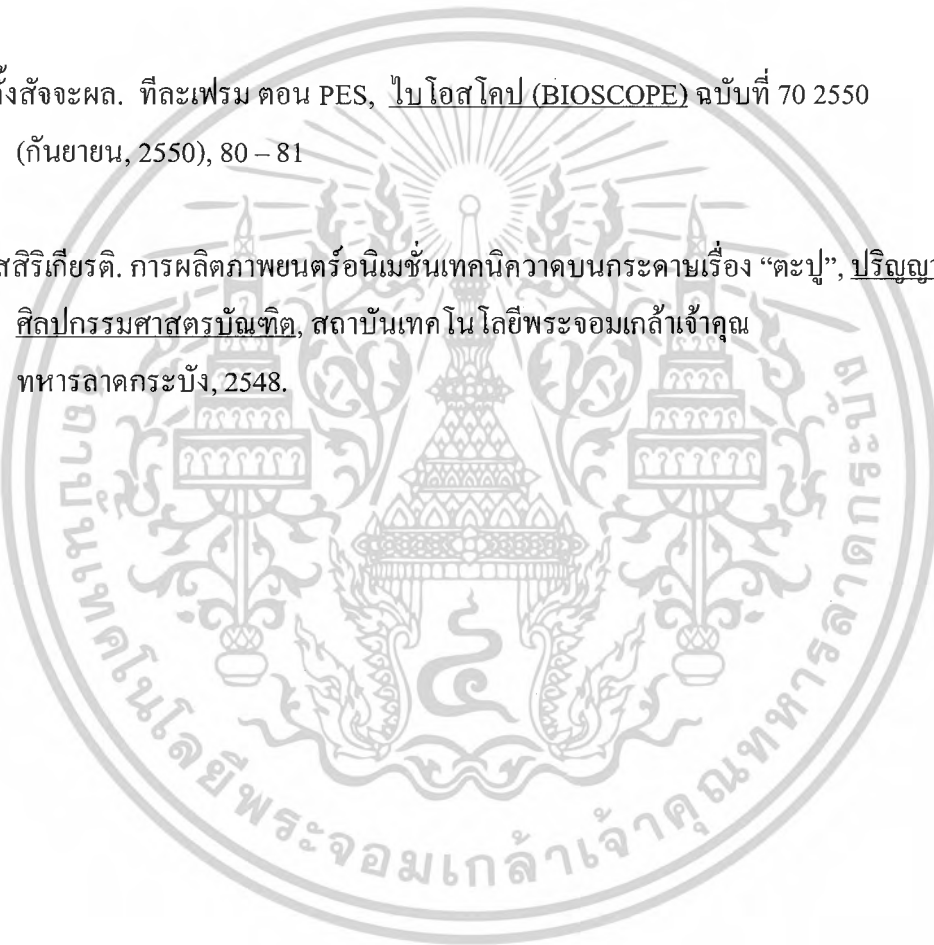 ตั้งสัจจะผล. ทีละเฟรม ตอน PES, ไบโอสโคป (BIOSCOPE) ฉบับที่ 70 2550
(กันยายน, 2550), 80 – 81
สสิริเกียรติ. การผลิตภาพยนตร์อนิเมชั่นเทคนิควาดบนกระดาษเรื่อง “ตะปู”, ปริญญา
ศิลปกรรมศาสตรบัณฑิต, สถาบันเทคโนโลยีพระจอมเกล้าเจ้าคุณ
ทหารลาดกระบัง, 2548.
สถาบันเทคโนโลยีพระจอมเกล้าเจ้าคุณทหารลาดกระบัง